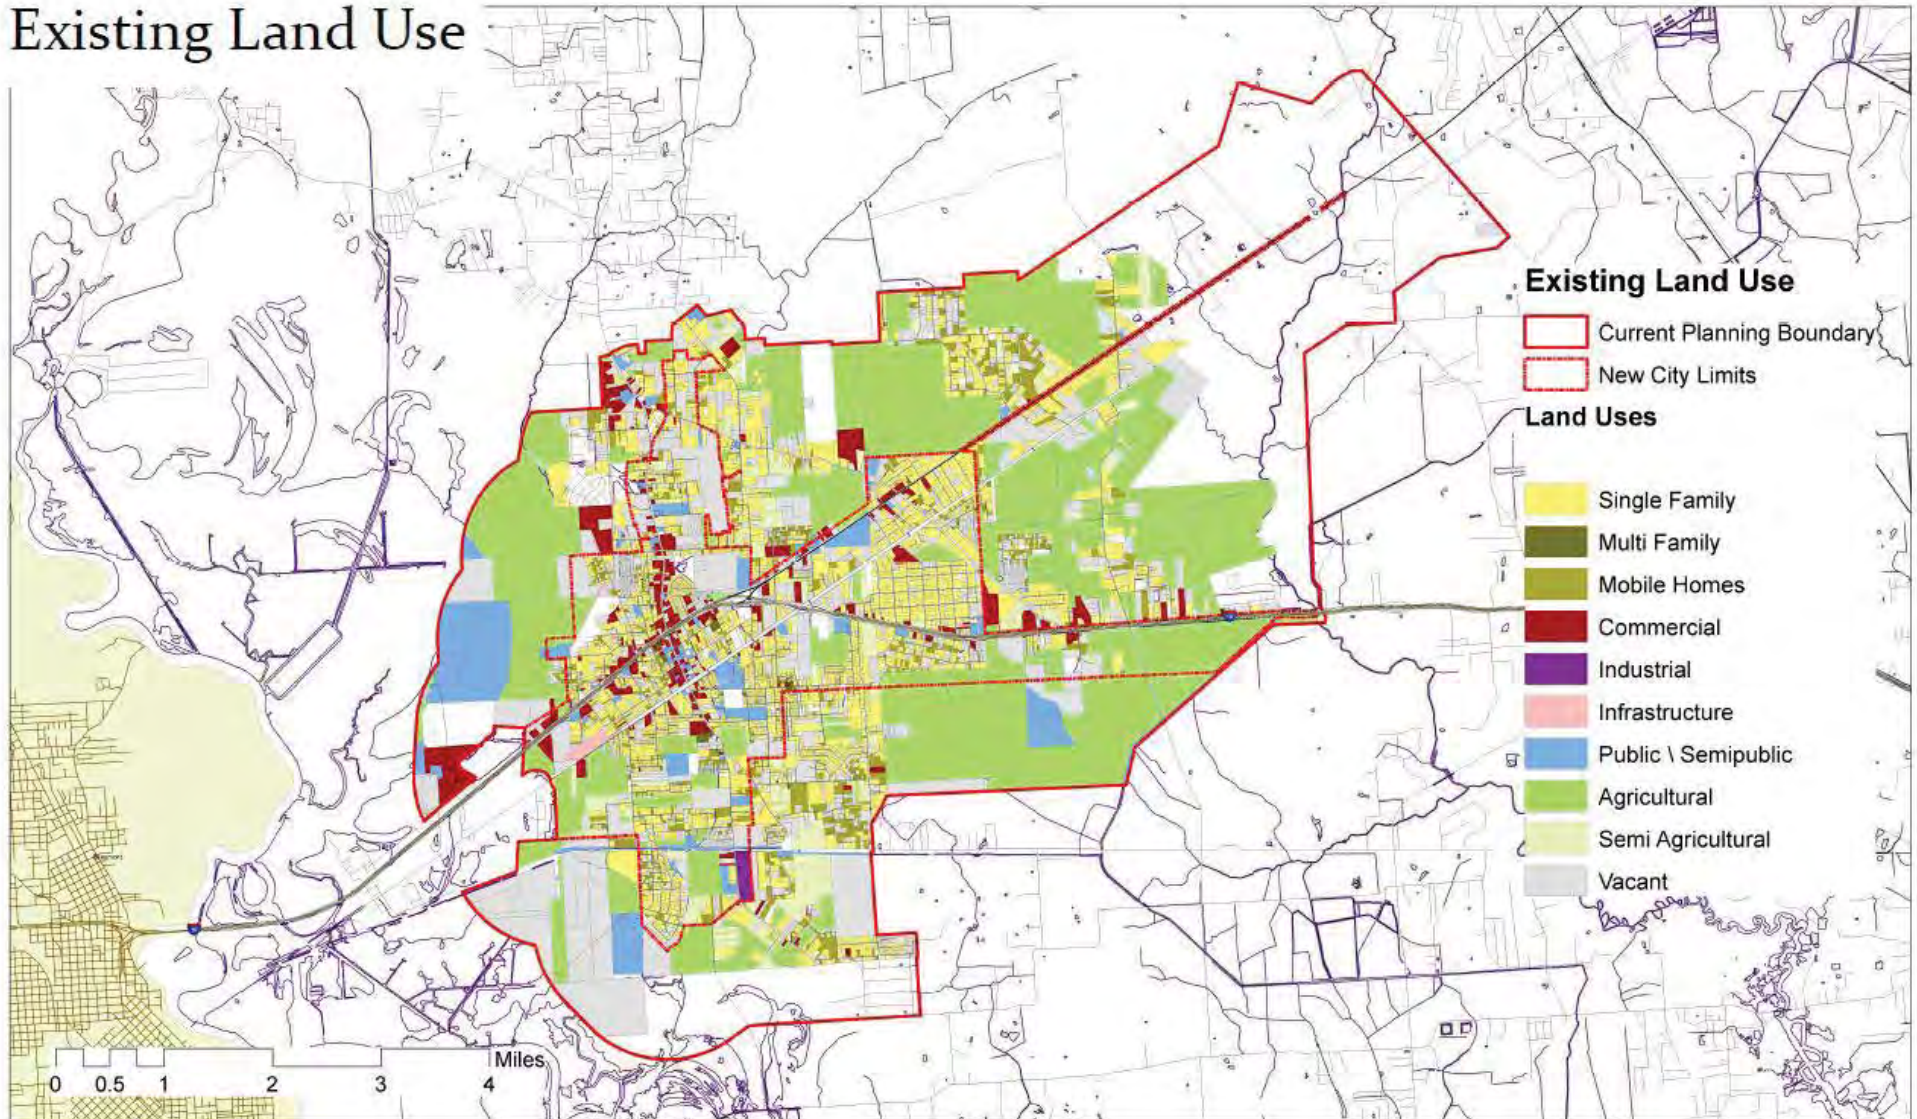 Existing Land Use
Existing Land Use
Current Planning Boundary
New City Limits
Land Uses
Single Family
Multi Family
Mobile Homes
Commercial
Industrial
Infrastructure
Public \ Semipublic
Agricultural
Semi Agricultural
Vacant
Miles
0 0.5 1 2 3 4